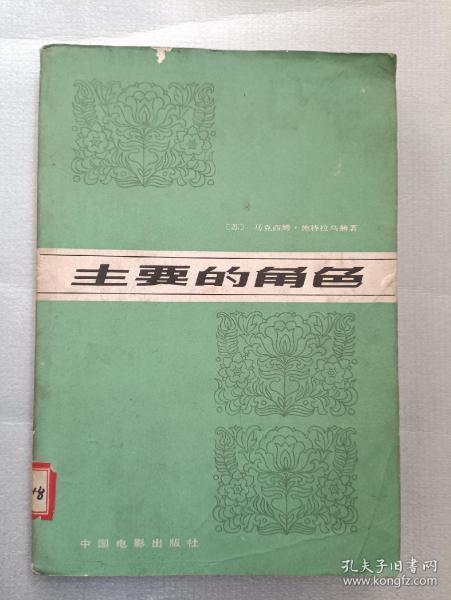 〔苏〕 马克西姆·施特拉乌赫著
主要的角色
48
中国电影出版社
孔夫子旧书网
www.kongfz.com